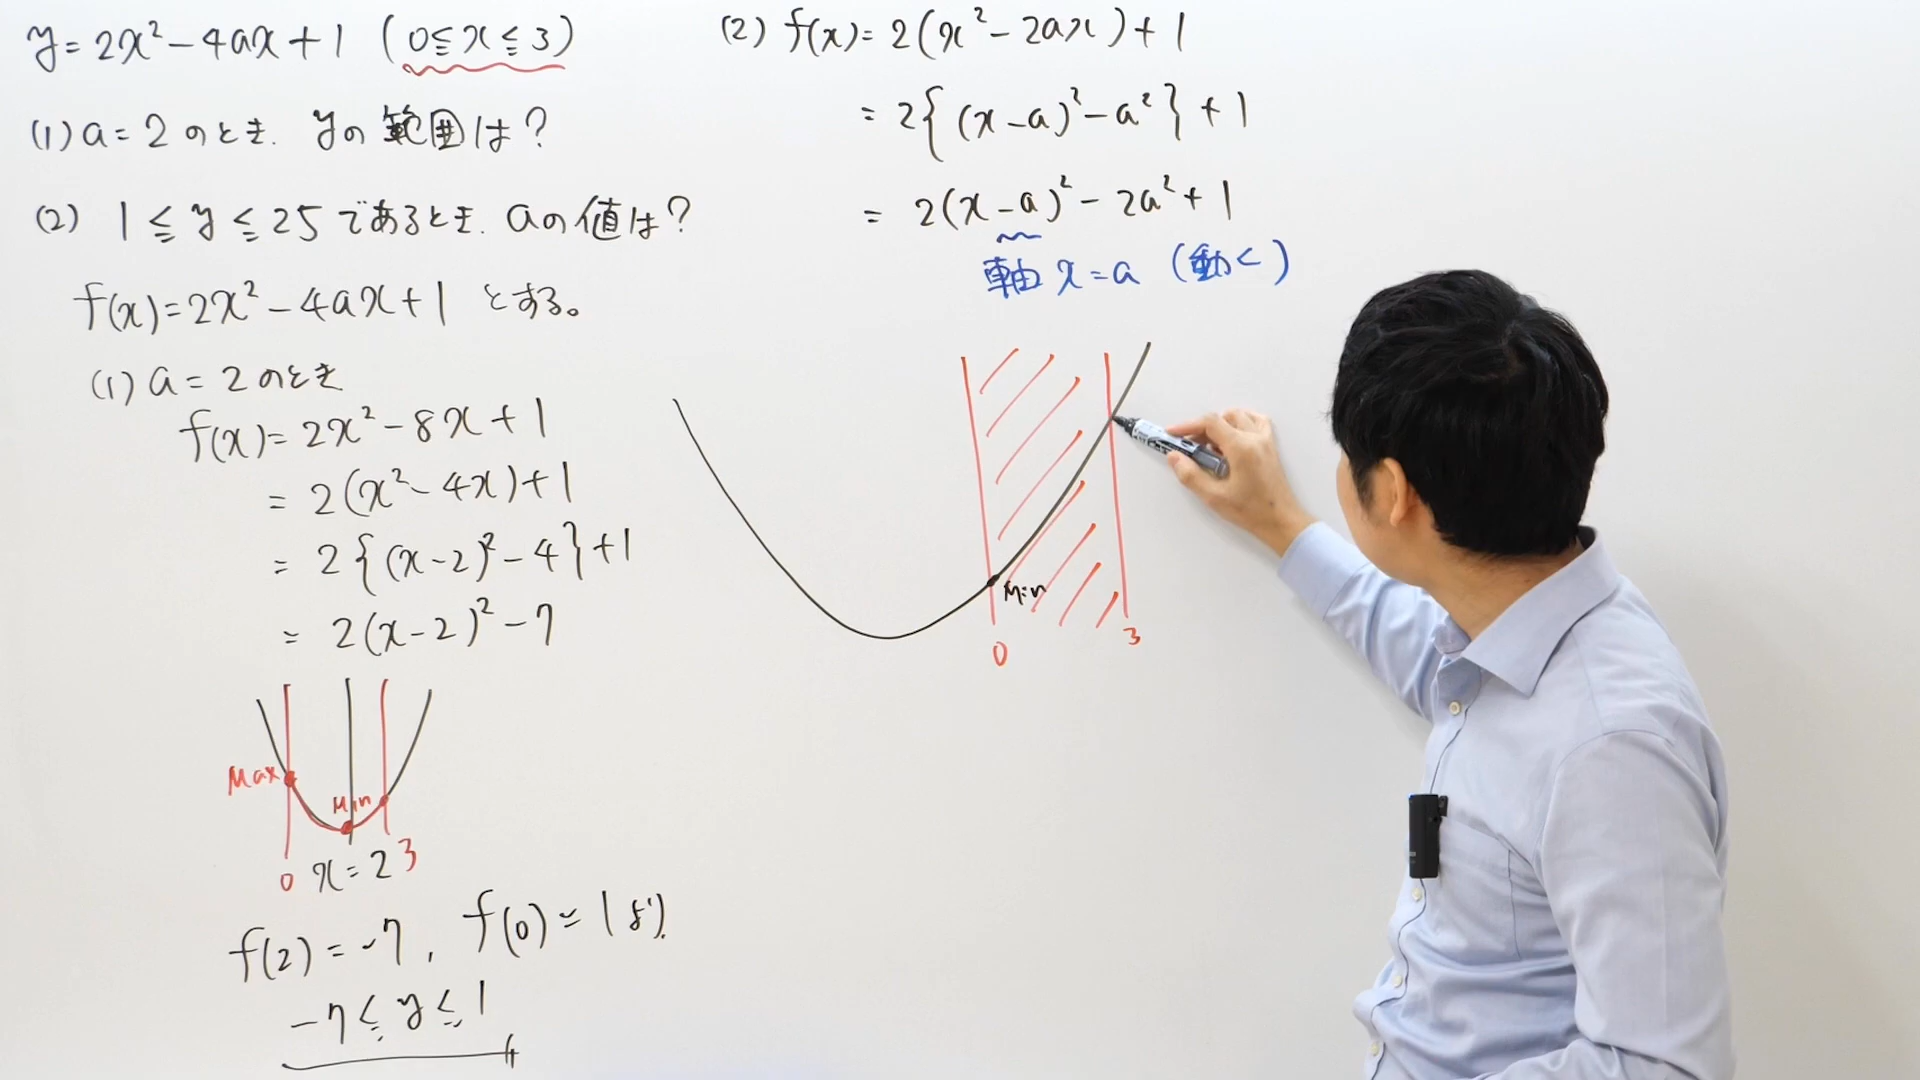 y=2x²-4ax+1 (0≦x≦3)
(1) a=2のとき. yの範囲は?
(2) 1≦y≦25であるとき. aの値は?
f(x)=2x²-4ax+1 とする。
(1) a=2のとき
f(x)=2x²-8x+1
=2(x²-4x)+1
=2{(x-2)²-4}+1
=2(x-2)²-7
Max
Min
0 x=2 3
f(2)=-7, f(0)=1より.
-7≦y≦1
(2) f(x)=2(x²-2ax)+1
=2{(x-a)²-a²}+1
=2(x-a)²-2a²+1
軸 x=a (動く)
Min
0
3